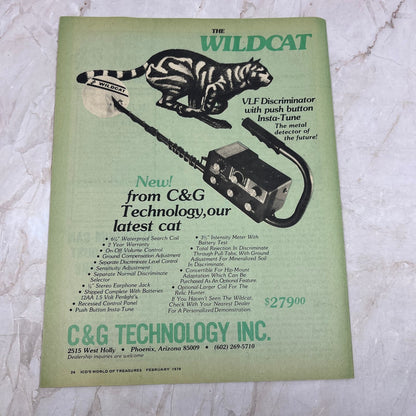 THE
WILDCAT
WILDCAT
VLF Discriminator
with push button
Insta-Tune
The metal
detector of
the future!
New!
from C&G
Technology, our
latest cat
• 6¼" Waterproof Search Coil
• 2 Year Warranty
• On-Off Volume Control
• Ground Compensation Adjustment
• Separate Discriminate Level Control
• Sensitivity Adjustment
• Separate Normal Discriminate
Selector
• ¼" Stereo Earphone Jack
• Shipped Complete With Batteries
12AA 1.5 Volt Penlight's.
• Recessed Control Panel
• Push Button Insta-Tune
• 3½" Intensity Meter With
Battery Test
• Total Rejection In Discriminate
Through Pull-Tabs, With Ground
Adjustment For Mineralized Soil
In Discriminate.
• Convertible For Hip-Mount
Adaptation Which Can Be
Purchased As An Optional Feature.
• Optional Larger Coil For The
Relic Hunter.
If You Haven't Seen The Wildcat,
Check With Your Nearest Dealer
For A Personalized Demonstration.
$279.00
C&G TECHNOLOGY INC.
2515 West Holly • Phoenix, Arizona 85009 • (602) 269-5710
Dealership inquiries are welcome
24 ICD'S WORLD OF TREASURES FEBRUARY 1978